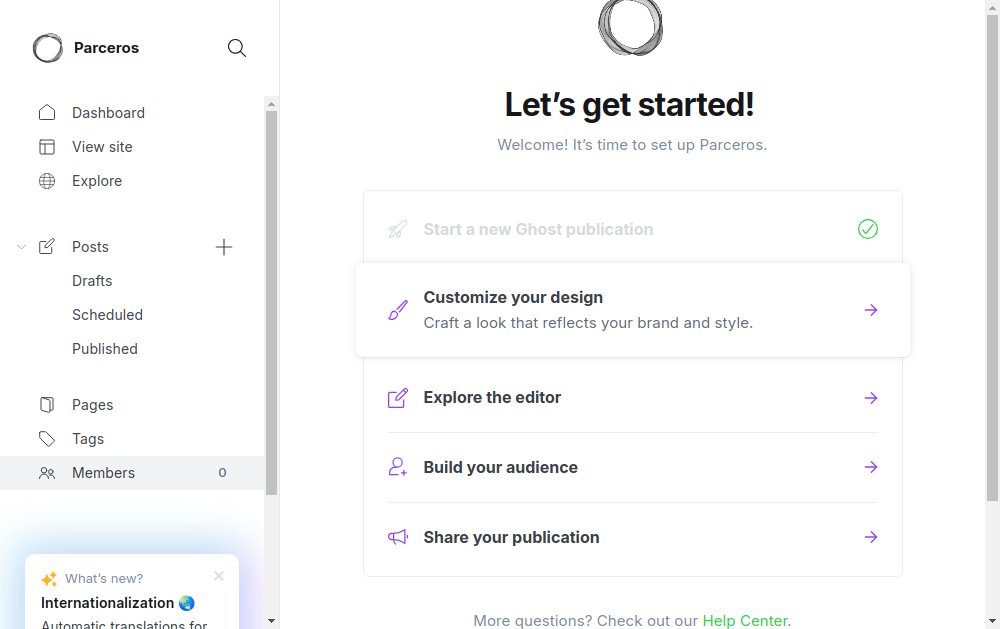 Parceros
Dashboard
View site
Explore
Posts
Drafts
Scheduled
Published
Pages
Tags
Members 0
What's new?
Internationalization 🌏
Automatic translations for
Let's get started!
Welcome! It's time to set up Parceros.
Start a new Ghost publication
Customize your design
Craft a look that reflects your brand and style.
Explore the editor
Build your audience
Share your publication
More questions? Check out our Help Center.